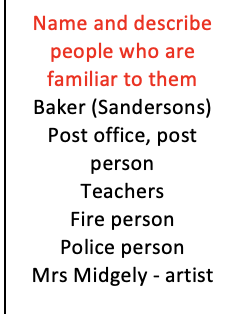 Name and describe
people who are
familiar to them
Baker (Sandersons)
Post office, post
person
Teachers
Fire person
Police person
Mrs Midgely - artist